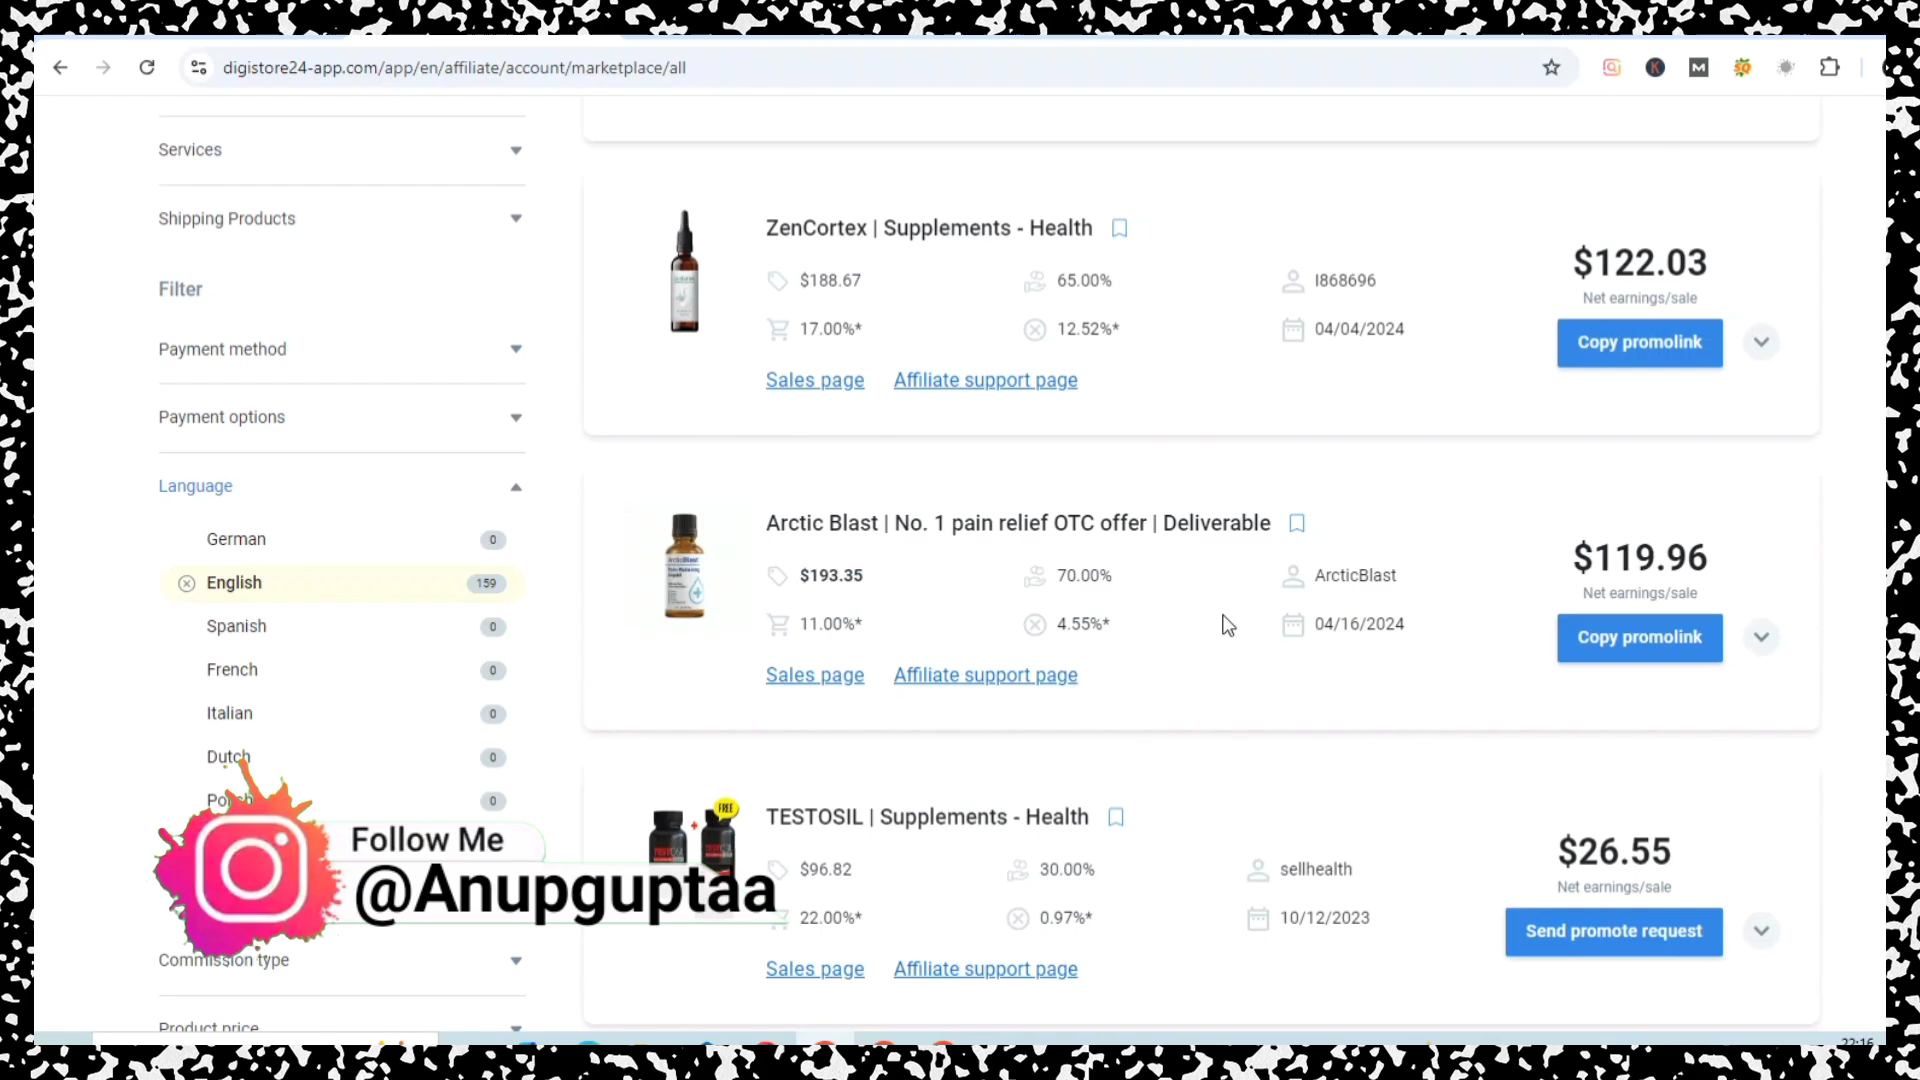 digistore24-app.com/app/en/affiliate/account/marketplace/all
Services
Shipping Products
Filter
Payment method
Payment options
Language
German 0
English 159
Spanish 0
French 0
Italian 0
Dutch 0
0
Commission type
Product price
ZenCortex | Supplements - Health
$188.67 65.00% I868696
17.00%* 12.52%* 04/04/2024
Sales page Affiliate support page
$122.03
Net earnings/sale
Copy promolink
Arctic Blast | No. 1 pain relief OTC offer | Deliverable
$193.35 70.00% ArcticBlast
11.00%* 4.55%* 04/16/2024
Sales page Affiliate support page
$119.96
Net earnings/sale
Copy promolink
FREE
TESTOSIL | Supplements - Health
$96.82 30.00% sellhealth
22.00%* 0.97%* 10/12/2023
Sales page Affiliate support page
$26.55
Net earnings/sale
Send promote request
Follow Me
@Anupguptaa
22:16